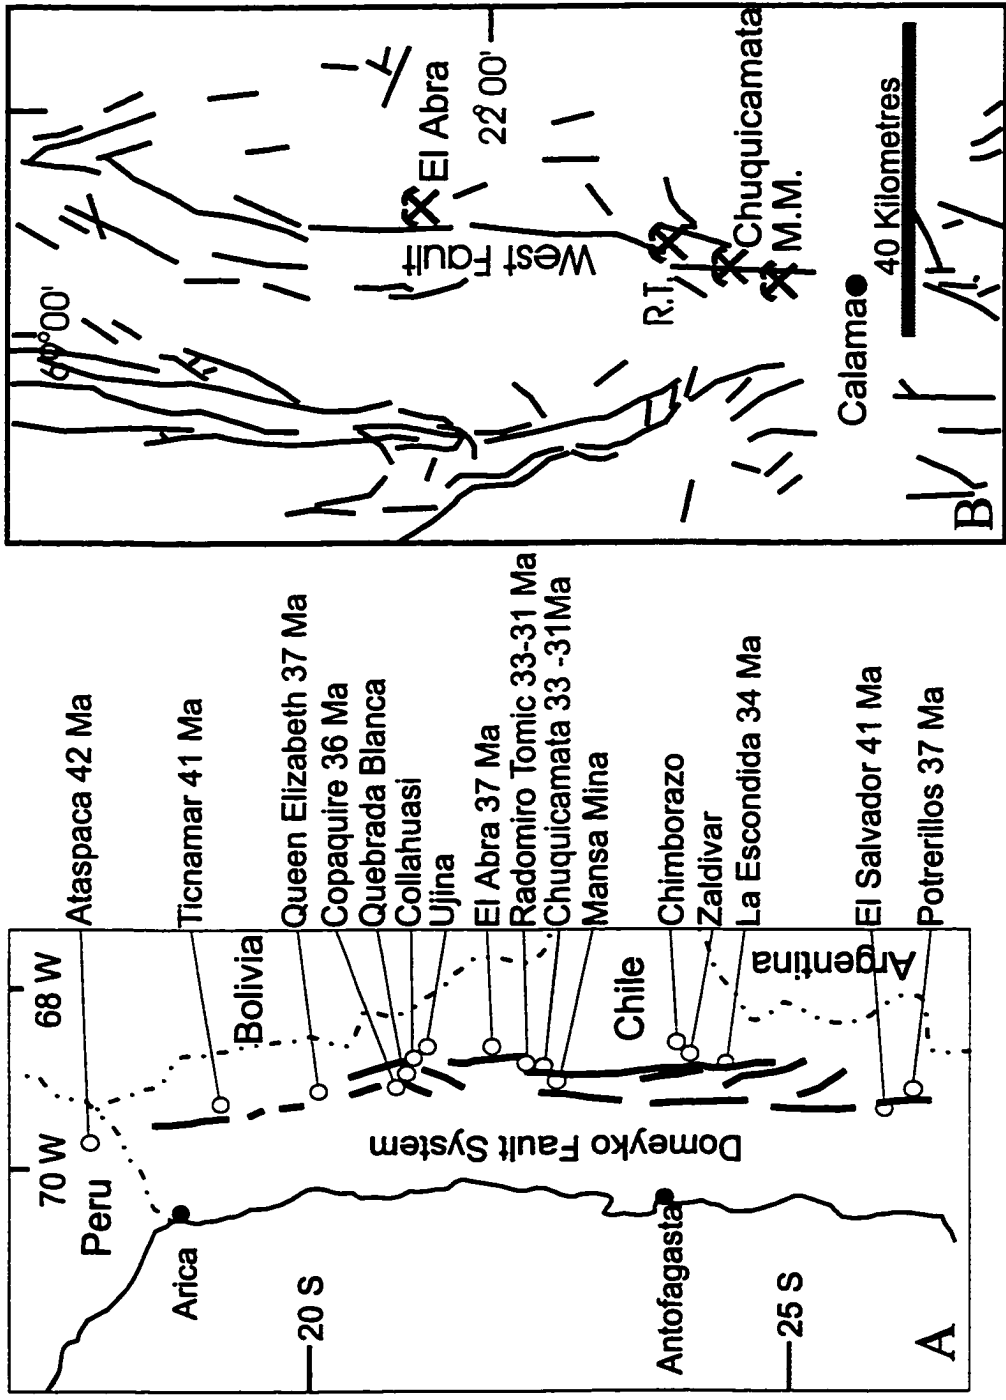 68 W
70 W
Peru
Bolivia
Chile
Argentina
Arica
Antofagasta
20 S
25 S
Domeyko Fault System
A
Ataspaca 42 Ma
Ticnamar 41 Ma
Queen Elizabeth 37 Ma
Copaquire 36 Ma
Quebrada Blanca
Collahuasi
Ujina
El Abra 37 Ma
Radomiro Tomic 33-31 Ma
Chuquicamata 33 -31Ma
Mansa Mina
Chimborazo
Zaldivar
La Escondida 34 Ma
El Salvador 41 Ma
Potrerillos 37 Ma
22°00'
El Abra
West Fault
R.T.
Chuquicamata
M.M.
Calama
40 Kilometres
B